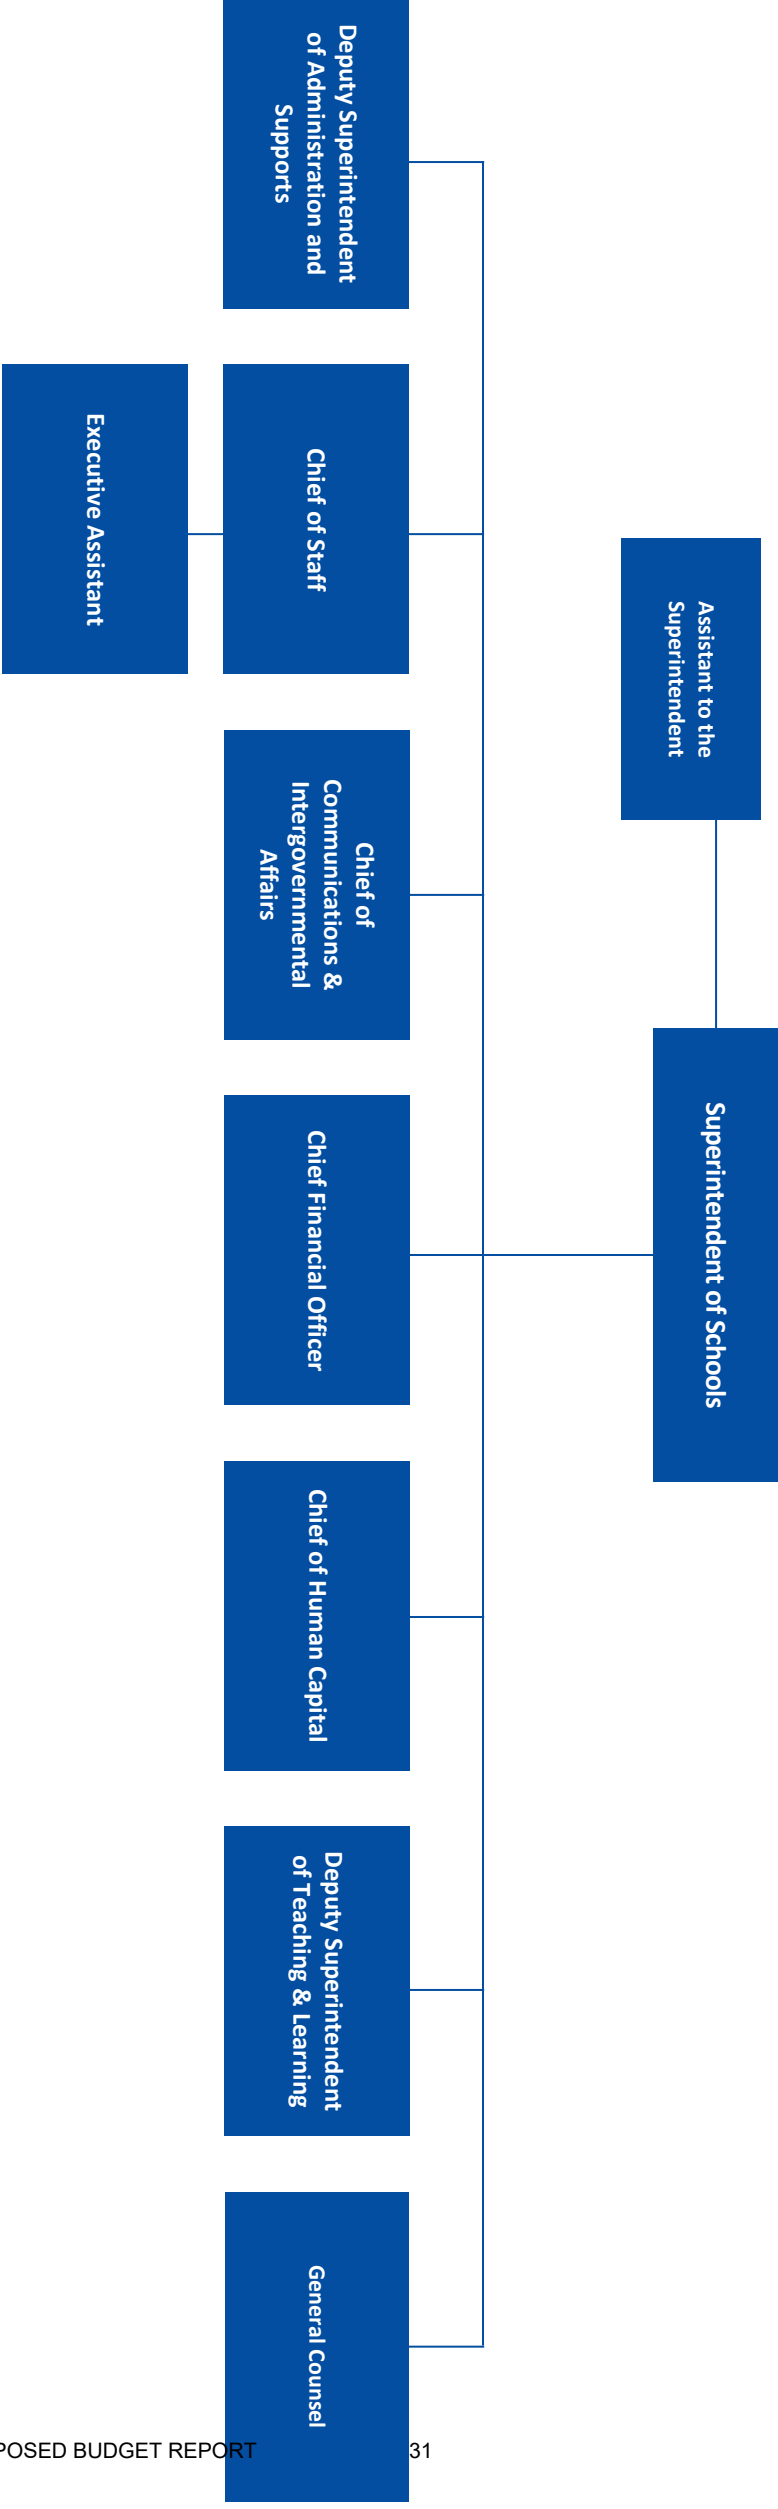 Superintendent of Schools
Assistant to the
Superintendent
Deputy Superintendent
of Administration and
Supports
Chief of Staff
Chief of
Communications &
Intergovernmental
Affairs
Chief Financial Officer
Chief of Human Capital
Deputy Superintendent
of Teaching & Learning
General Counsel
Executive Assistant
POSED BUDGET REPORT 31